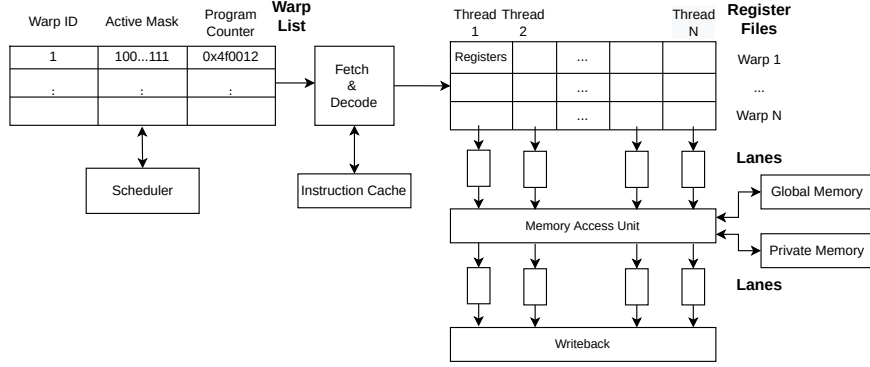 Warp ID
Active Mask
Program
Counter
Warp
List
1
100...111
0x4f0012
:
:
:
Scheduler
Fetch
&
Decode
Instruction Cache
Thread
1
Thread
2
Thread
N
Register
Files
Registers
...
Warp 1
...
...
...
Warp N
Lanes
Global Memory
Memory Access Unit
Private Memory
Lanes
Writeback